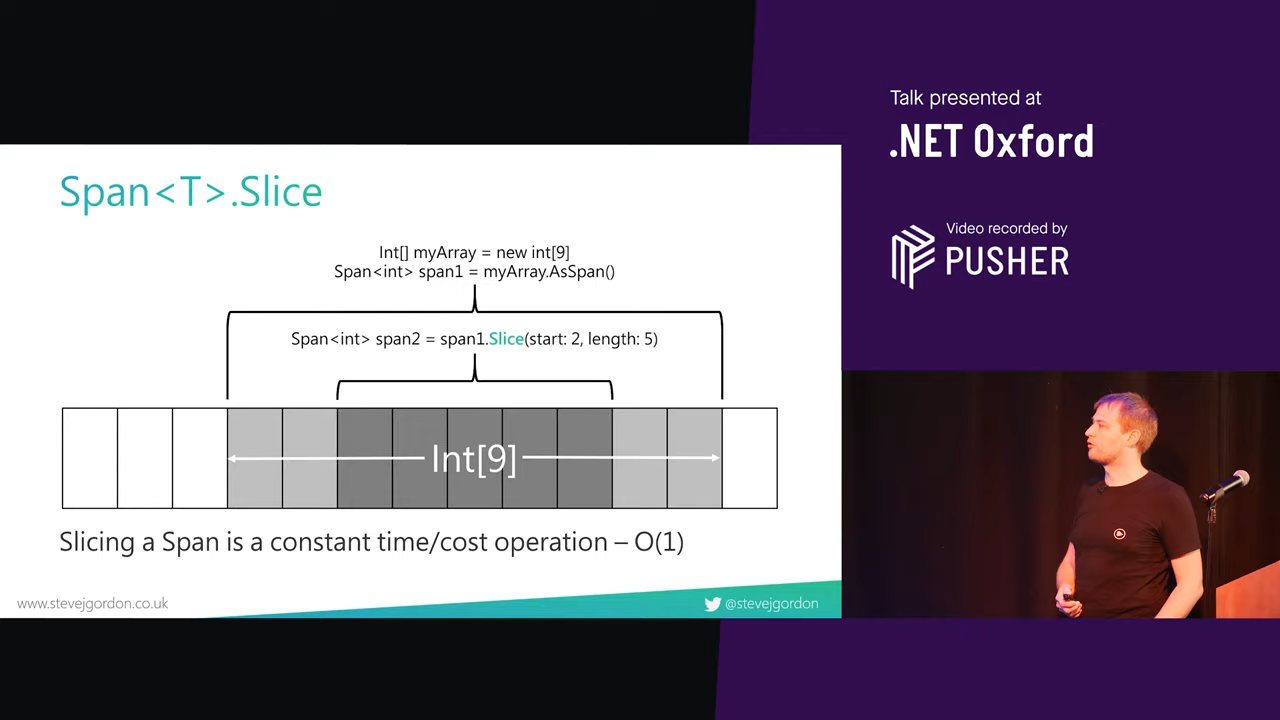 Talk presented at
.NET Oxford
Video recorded by
PUSHER
Span<T>.Slice
Int[] myArray = new int[9]
Span<int> span1 = myArray.AsSpan()
Span<int> span2 = span1.Slice(start: 2, length: 5)
Int[9]
Slicing a Span is a constant time/cost operation – O(1)
www.stevejgordon.co.uk
@stevejgordon